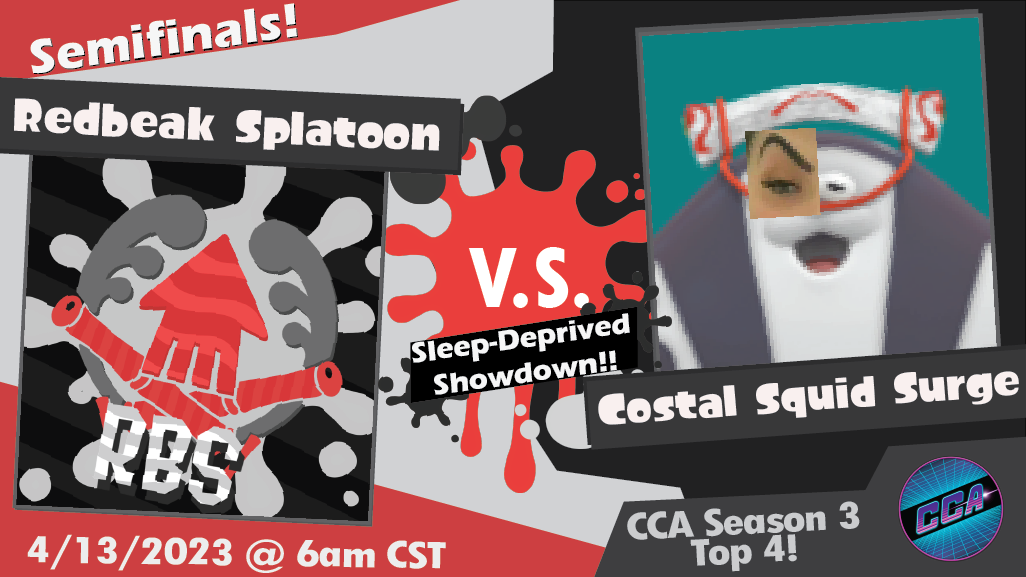 Semifinals!
Redbeak Splatoon
RBS
4/13/2023 @ 6am CST
V.S.
Sleep-Deprived
Showdown!!
Costal Squid Surge
CCA Season 3
Top 4!
CCA